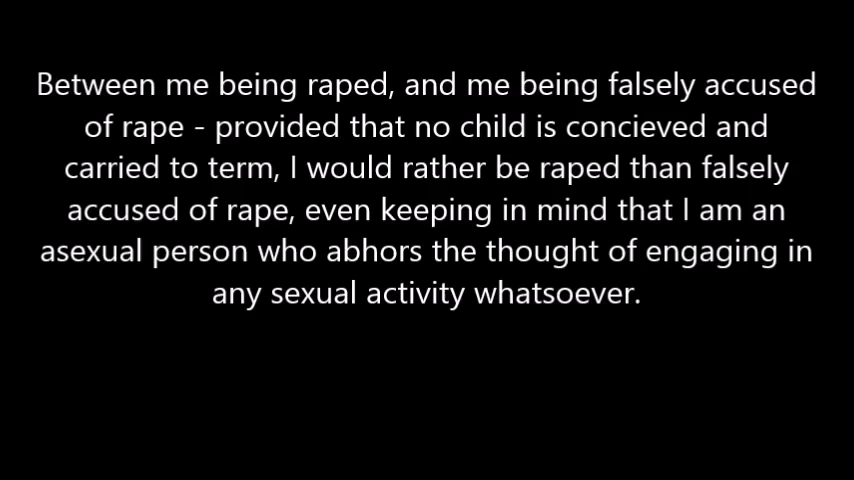 Between me being raped, and me being falsely accused
of rape - provided that no child is concieved and
carried to term, I would rather be raped than falsely
accused of rape, even keeping in mind that I am an
asexual person who abhors the thought of engaging in
any sexual activity whatsoever.